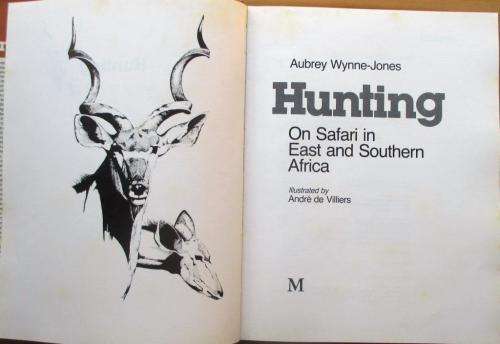 Aubrey Wynne-Jones
Hunting
On Safari in
East and Southern
Africa
Illustrated by
André de Villiers
M